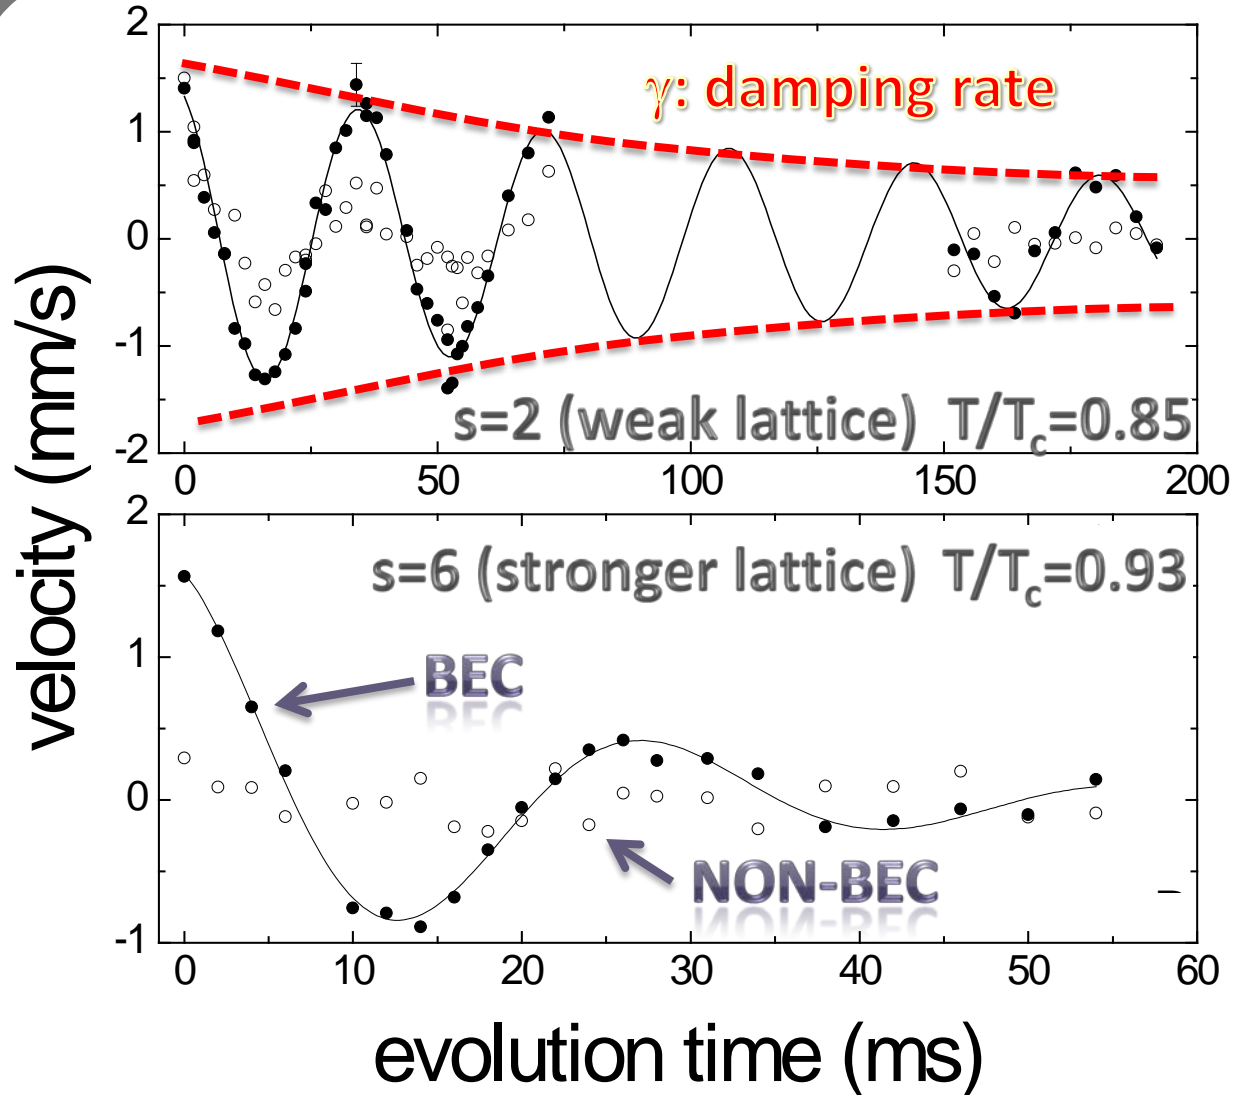 velocity (mm/s)
2
1
0
-1
-2
γ: damping rate
s=2 (weak lattice) T/Tc=0.85
0 50 100 150 200
2
1
0
-1
s=6 (stronger lattice) T/Tc=0.93
BEC
NON-BEC
0 10 20 30 40 50 60
evolution time (ms)